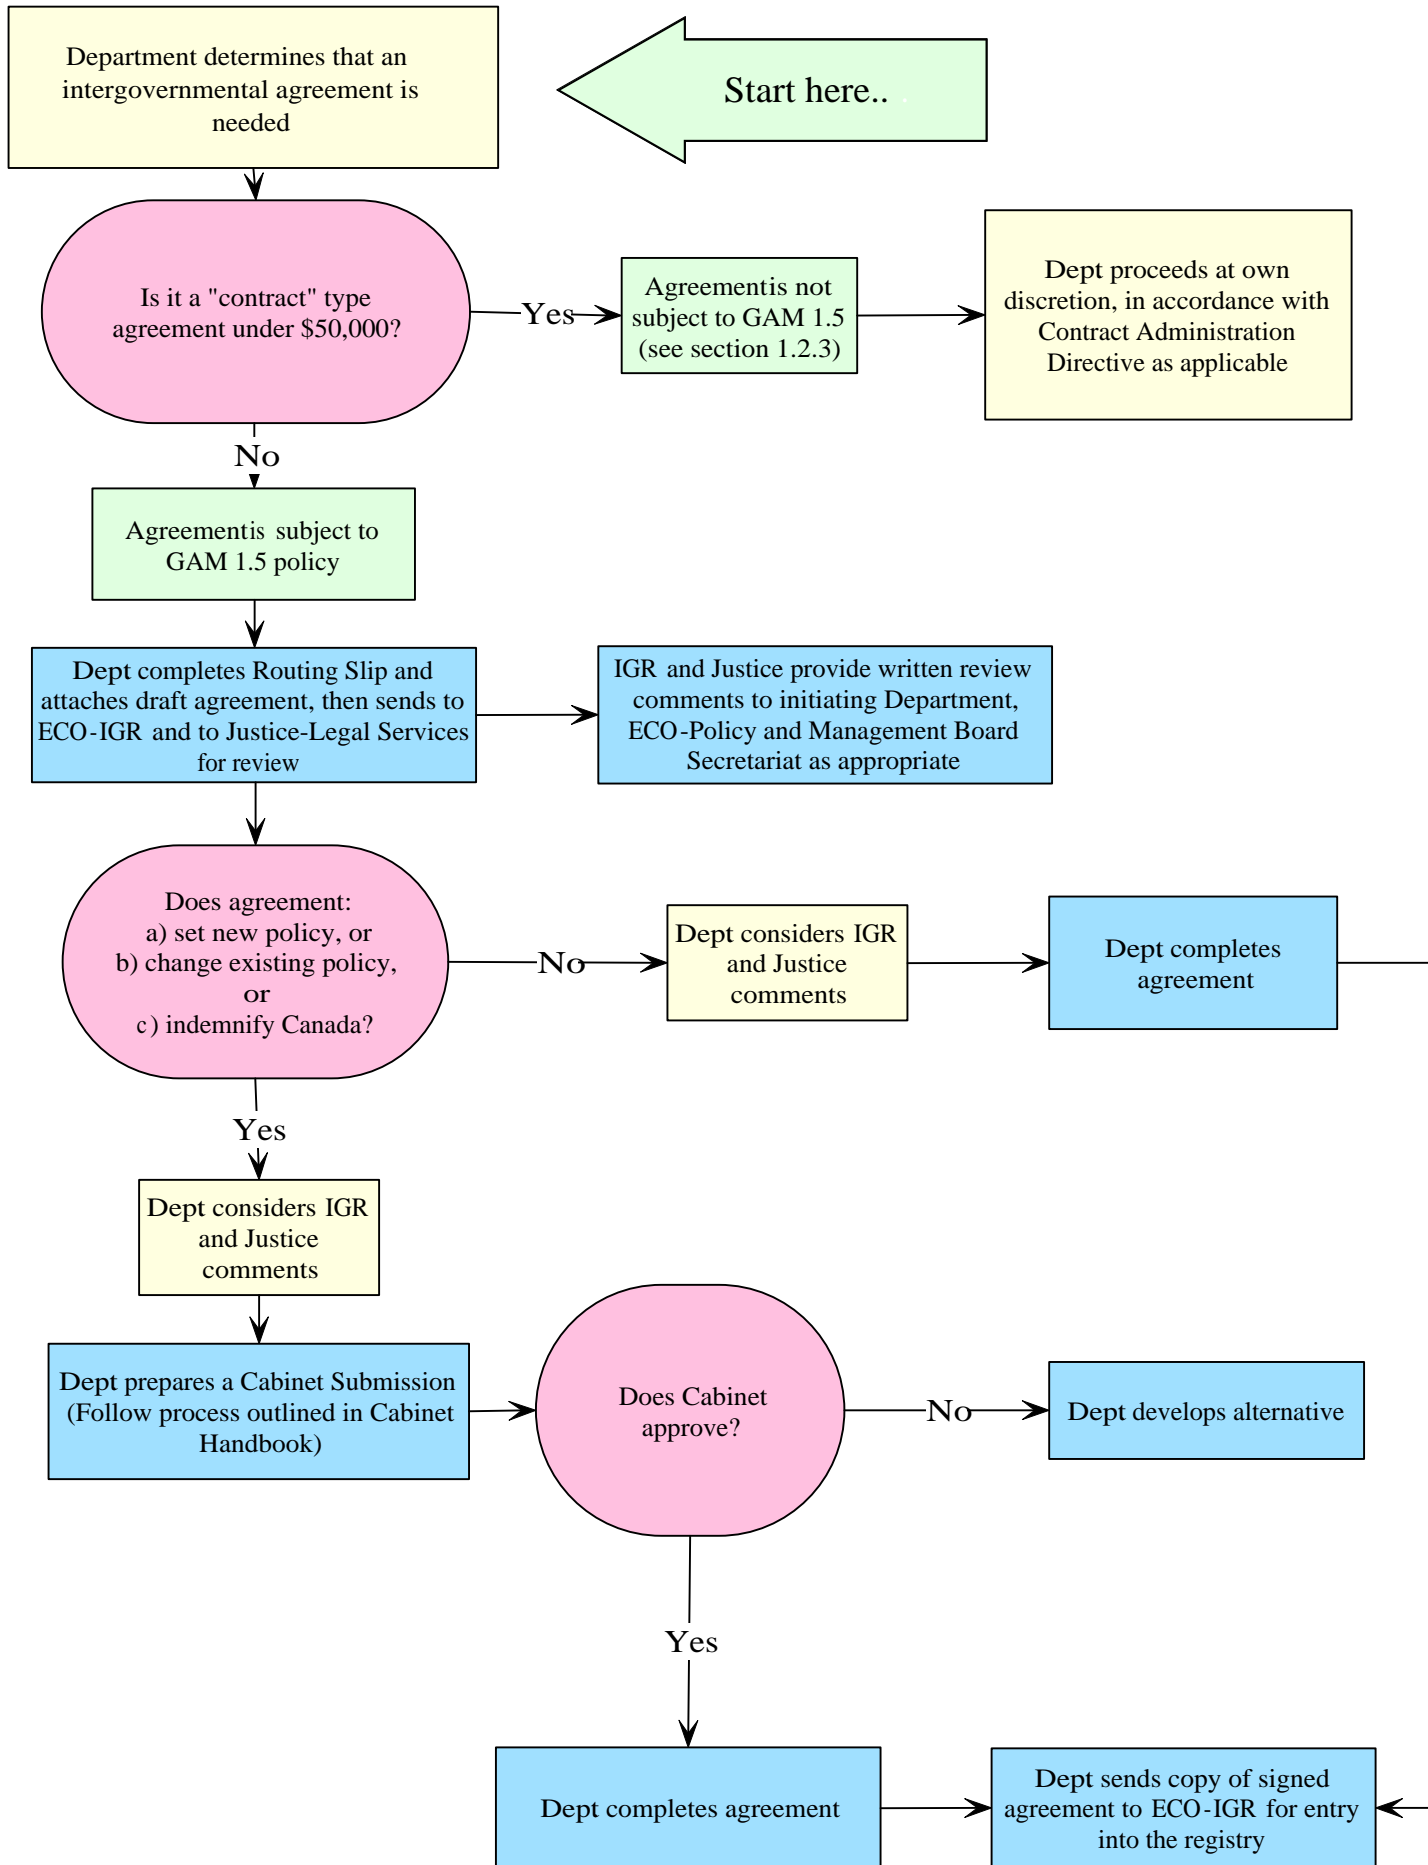 Department determines that an
intergovernmental agreement is
needed
Start here..
Is it a "contract" type
agreement under $50,000?
Yes
Agreementis not
subject to GAM 1.5
(see section 1.2.3)
Dept proceeds at own
discretion, in accordance with
Contract Administration
Directive as applicable
No
Agreementis subject to
GAM 1.5 policy
Dept completes Routing Slip and
attaches draft agreement, then sends to
ECO-IGR and to Justice-Legal Services
for review
IGR and Justice provide written review
comments to initiating Department,
ECO-Policy and Management Board
Secretariat as appropriate
Does agreement:
a) set new policy, or
b) change existing policy,
or
c) indemnify Canada?
No
Dept considers IGR
and Justice
comments
Dept completes
agreement
Yes
Dept considers IGR
and Justice
comments
Dept prepares a Cabinet Submission
(Follow process outlined in Cabinet
Handbook)
Does Cabinet
approve?
No
Dept develops alternative
Yes
Dept completes agreement
Dept sends copy of signed
agreement to ECO-IGR for entry
into the registry